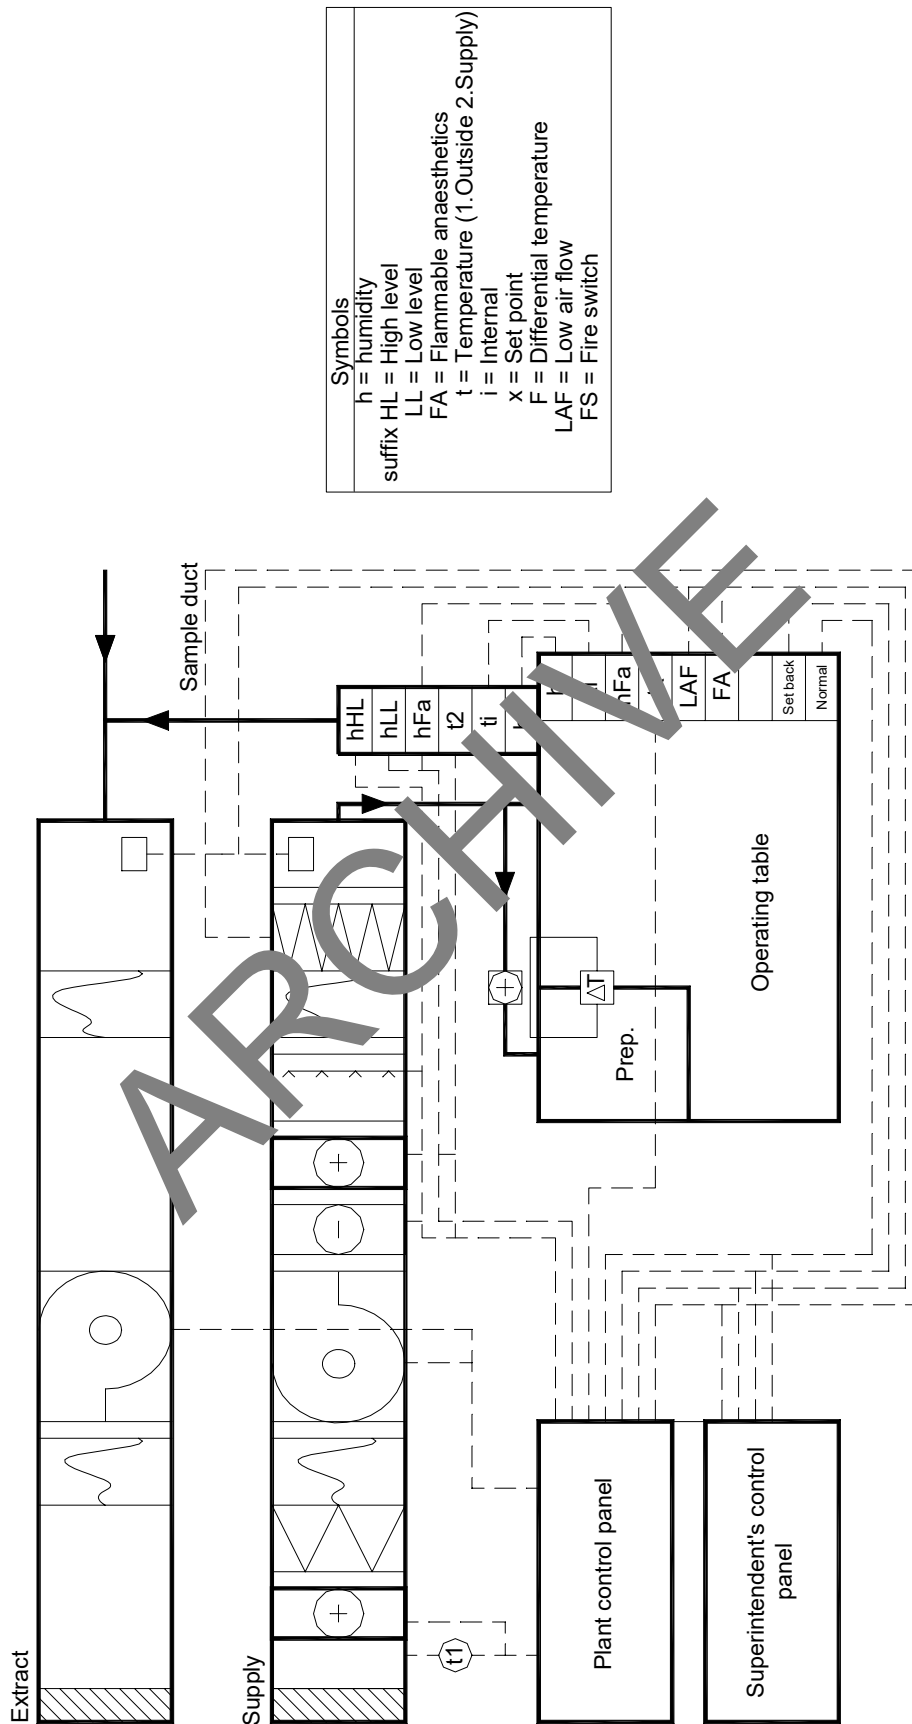 Extract
Sample duct
Supply
t1
hHL
hLL
hFa
t2
ti
hFa
LAF
FA
Set back
Normal
ΔT
Prep.
Operating table
Plant control panel
Superintendent's control
panel
Symbols
h = humidity
suffix HL = High level
LL = Low level
FA = Flammable anaesthetics
t = Temperature (1.Outside 2.Supply)
i = Internal
x = Set point
F = Differential temperature
LAF = Low air flow
FS = Fire switch
ARCHIVE